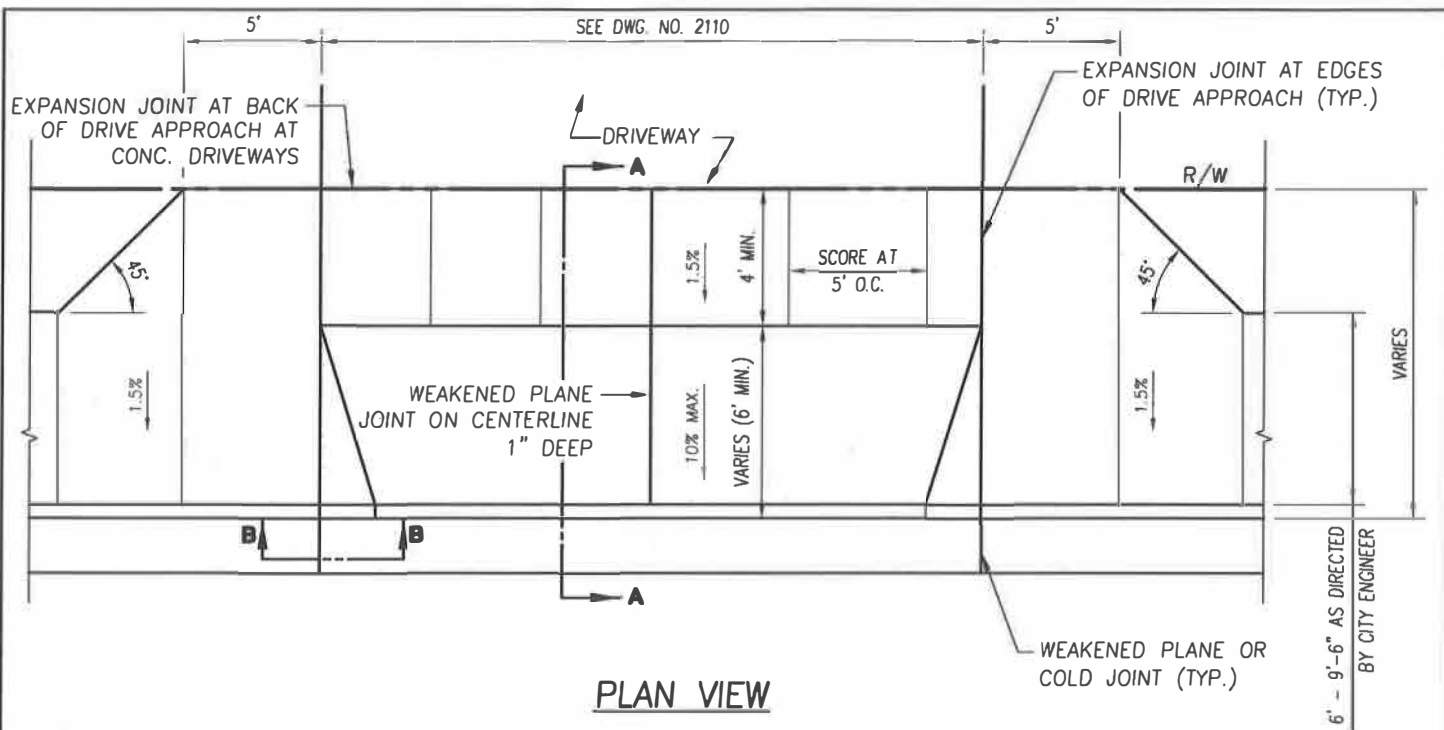 5'
SEE DWG. NO. 2110
5'
EXPANSION JOINT AT BACK
OF DRIVE APPROACH AT
CONC. DRIVEWAYS
DRIVEWAY
EXPANSION JOINT AT EDGES
OF DRIVE APPROACH (TYP.)
A
R/W
45°
1.5%
4' MIN.
SCORE AT
5' O.C.
45°
1.5%
WEAKENED PLANE
JOINT ON CENTERLINE
1" DEEP
10% MAX.
VARIES (6' MIN.)
1.5%
VARIES
B
B
A
6' - 9'-6" AS DIRECTED
BY CITY ENGINEER
WEAKENED PLANE OR
COLD JOINT (TYP.)
PLAN VIEW